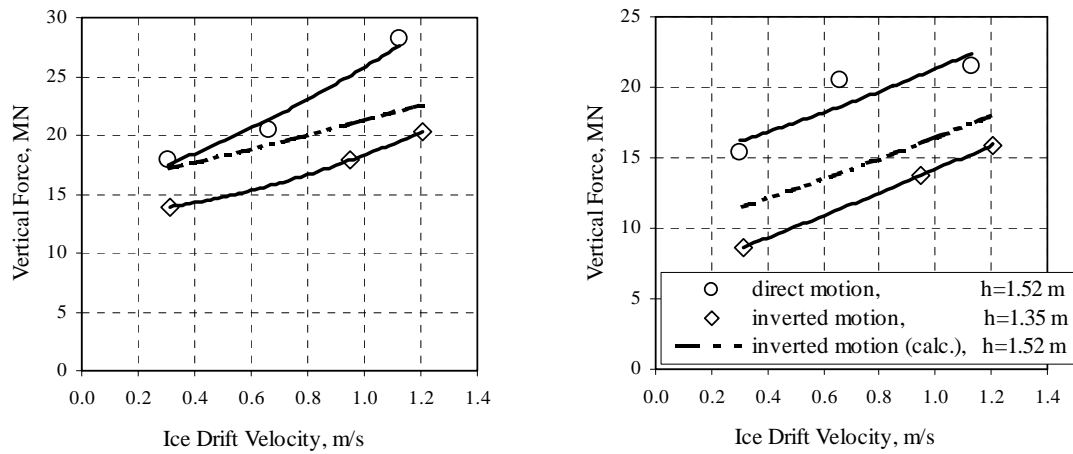 30
25
20
15
10
5
0
0.0 0.2 0.4 0.6 0.8 1.0 1.2 1.4
Vertical Force, MN
Ice Drift Velocity, m/s
25
20
15
10
5
0
0.0 0.2 0.4 0.6 0.8 1.0 1.2 1.4
Vertical Force, MN
Ice Drift Velocity, m/s
direct motion, h=1.52 m
inverted motion, h=1.35 m
inverted motion (calc.), h=1.52 m